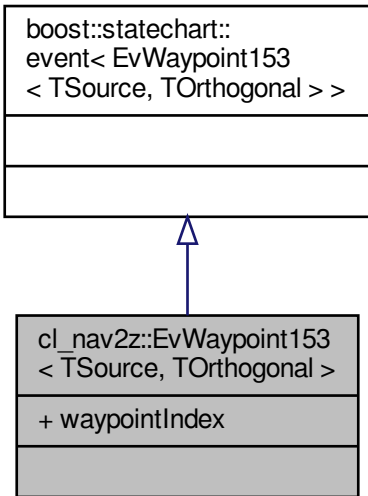 boost::statechart::
event< EvWaypoint153
< TSource, TOrthogonal > >
cl_nav2z::EvWaypoint153
< TSource, TOrthogonal >
+ waypointIndex